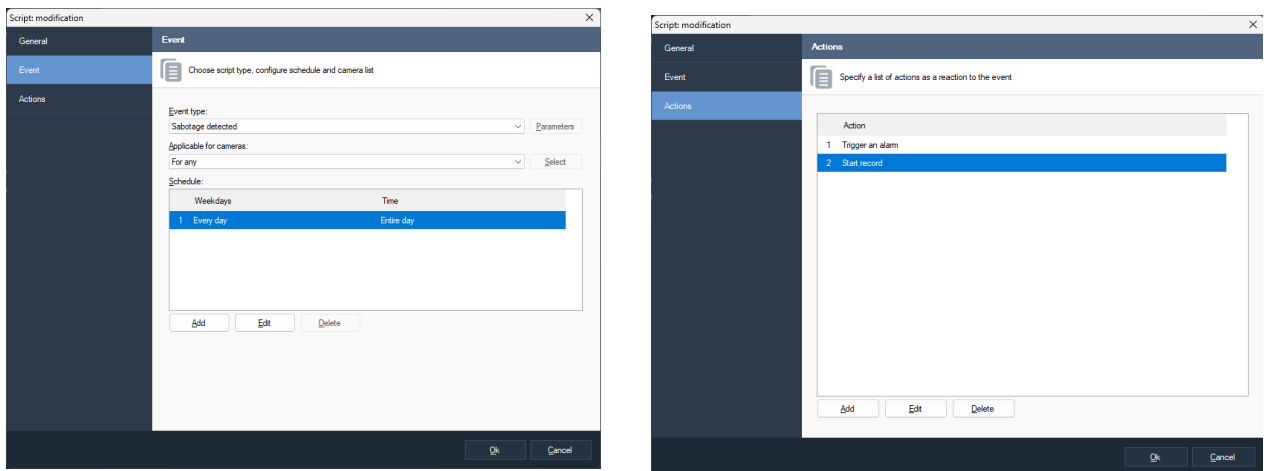 Script: modification
General
Event
Actions
Event
Choose script type, configure schedule and camera list
Event type:
Sabotage detected
Parameters
Applicable for cameras:
For any
Select
Schedule:
Weekdays Time
1 Every day Entire day
Add Edit Delete
Ok Cancel
Script: modification
General
Event
Actions
Actions
Specify a list of actions as a reaction to the event
Action
1 Trigger an alarm
2 Start record
Add Edit Delete
Ok Cancel